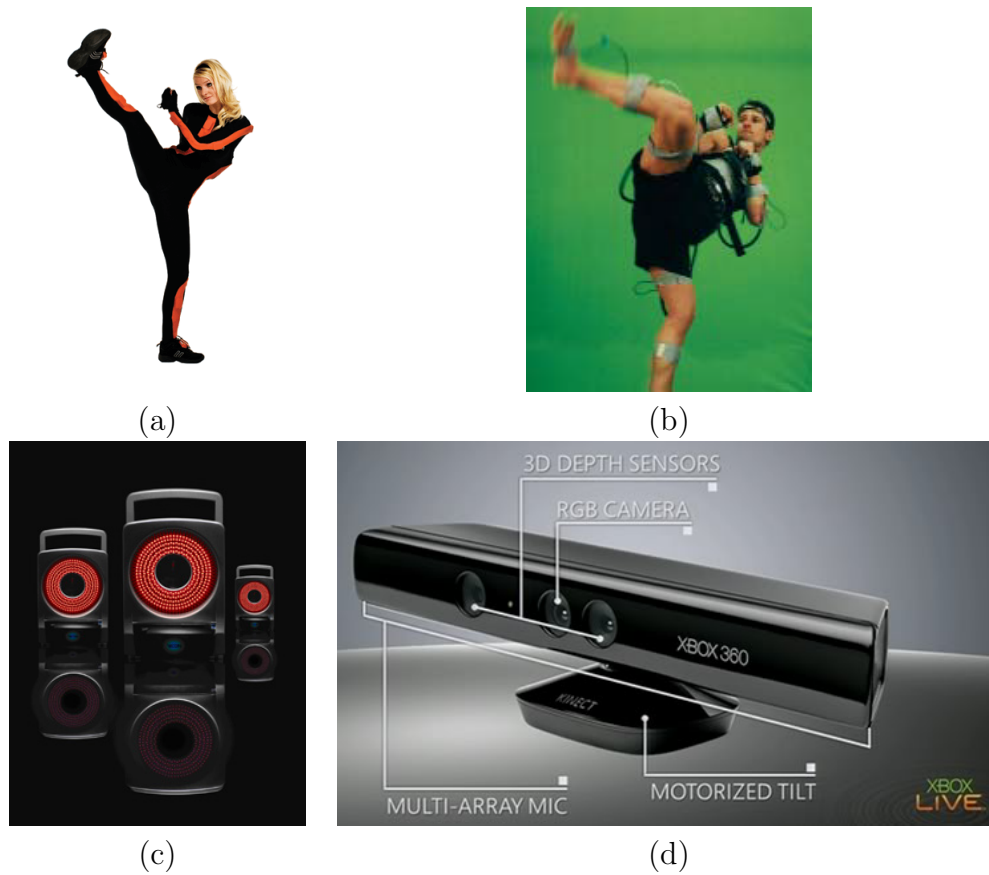 (a)
(b)
3D DEPTH SENSORS
RGB CAMERA
XBOX 360
KINECT
MULTI-ARRAY MIC
MOTORIZED TILT
XBOX
LIVE
(c)
(d)